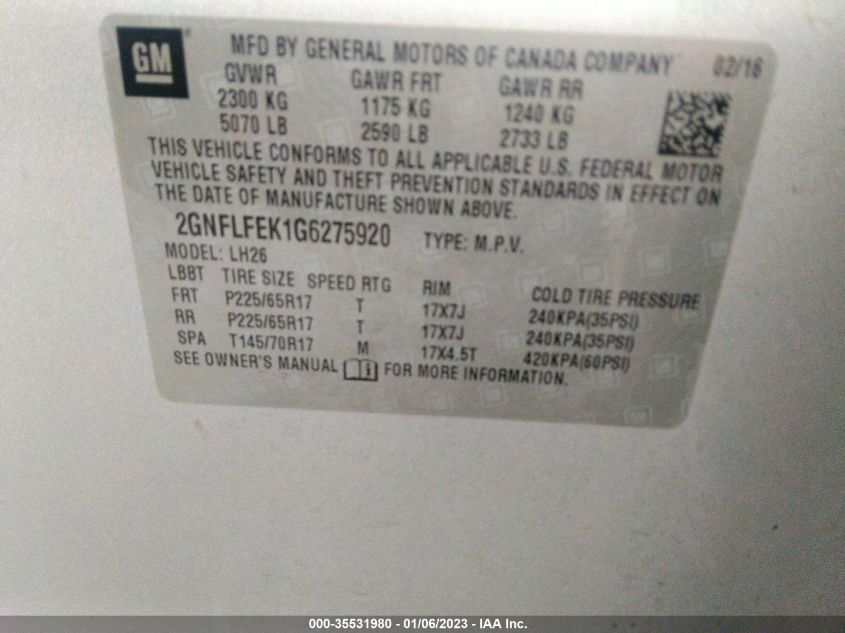 GM
MFD BY GENERAL MOTORS OF CANADA COMPANY 02/16
GVWR GAWR FRT GAWR RR
2300 KG 1175 KG 1240 KG
5070 LB 2590 LB 2733 LB
THIS VEHICLE CONFORMS TO ALL APPLICABLE U.S. FEDERAL MOTOR
VEHICLE SAFETY AND THEFT PREVENTION STANDARDS IN EFFECT ON
THE DATE OF MANUFACTURE SHOWN ABOVE.
2GNFLFEK1G6275920 TYPE: M.P.V.
MODEL: LH26
LBBT TIRE SIZE SPEED RTG RIM COLD TIRE PRESSURE
FRT P225/65R17 T 17X7J 240KPA(35PSI)
RR P225/65R17 T 17X7J 240KPA(35PSI)
SPA T145/70R17 M 17X4.5T 420KPA(60PSI)
SEE OWNER'S MANUAL i FOR MORE INFORMATION.
000-35531980 - 01/06/2023 - IAA Inc.